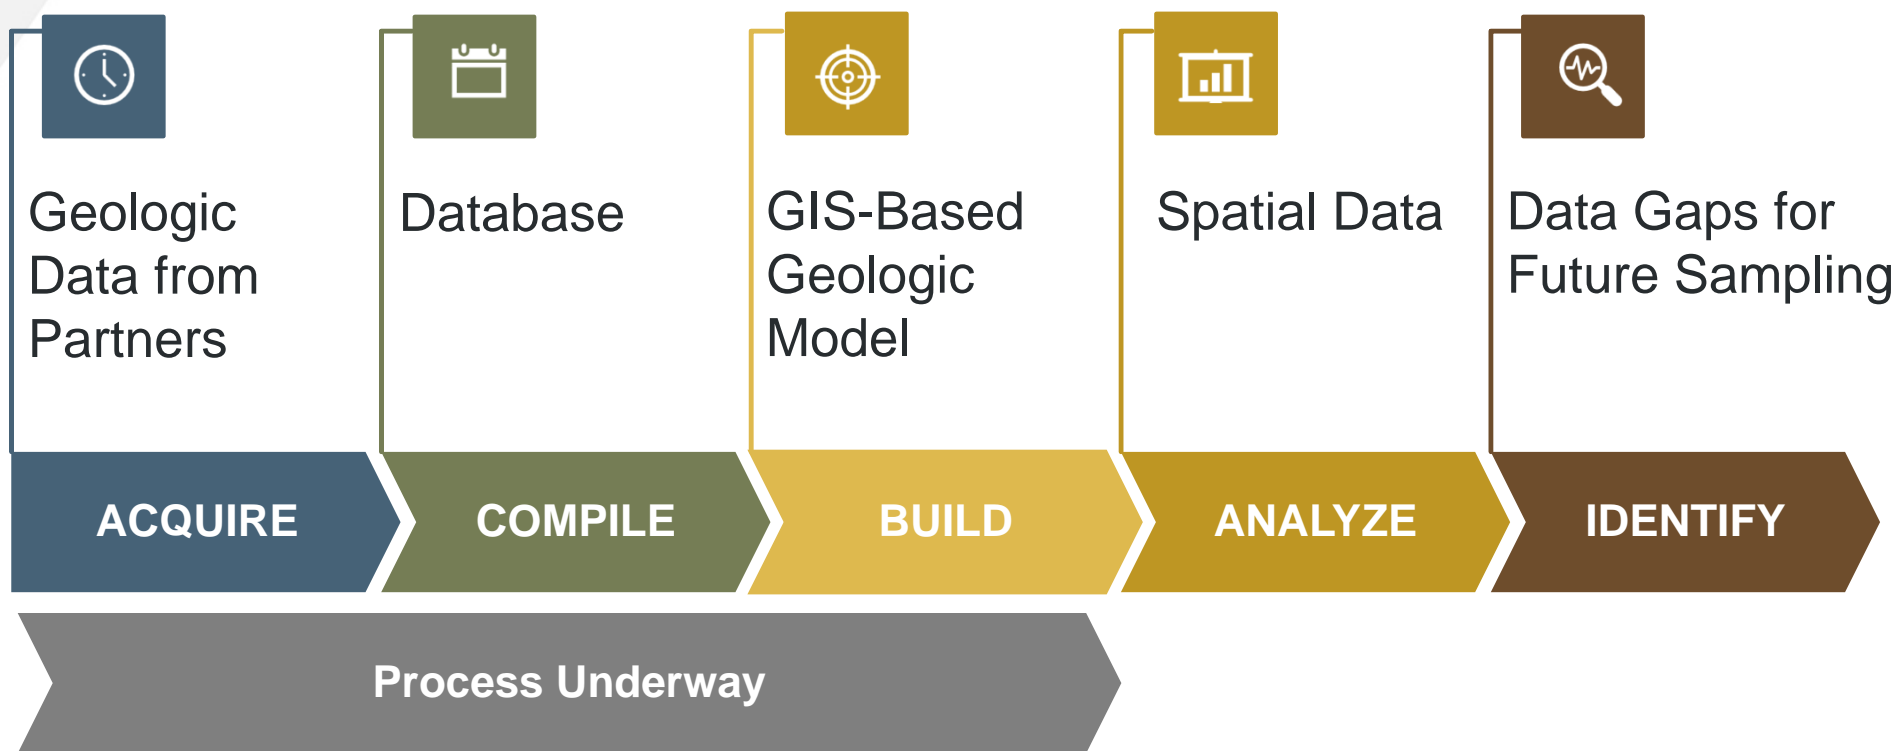 Geologic
Data from
Partners
Database
GIS-Based
Geologic
Model
Spatial Data
Data Gaps for
Future Sampling
ACQUIRE
COMPILE
BUILD
ANALYZE
IDENTIFY
Process Underway